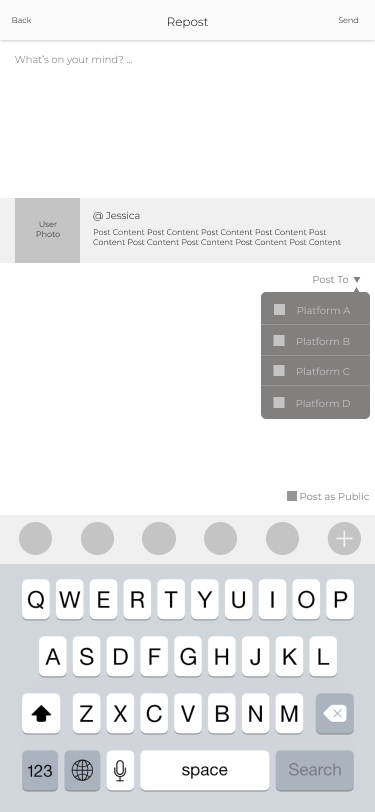 Back
Repost
Send
What's on your mind? ...
User
Photo
@ Jessica
Post Content Post Content Post Content Post Content Post
Content Post Content Post Content Post Content Post Content
Post To
Platform A
Platform B
Platform C
Platform D
Post as Public
Q W E R T Y U I O P
A S D F G H J K L
Z X C V B N M
123 space Search